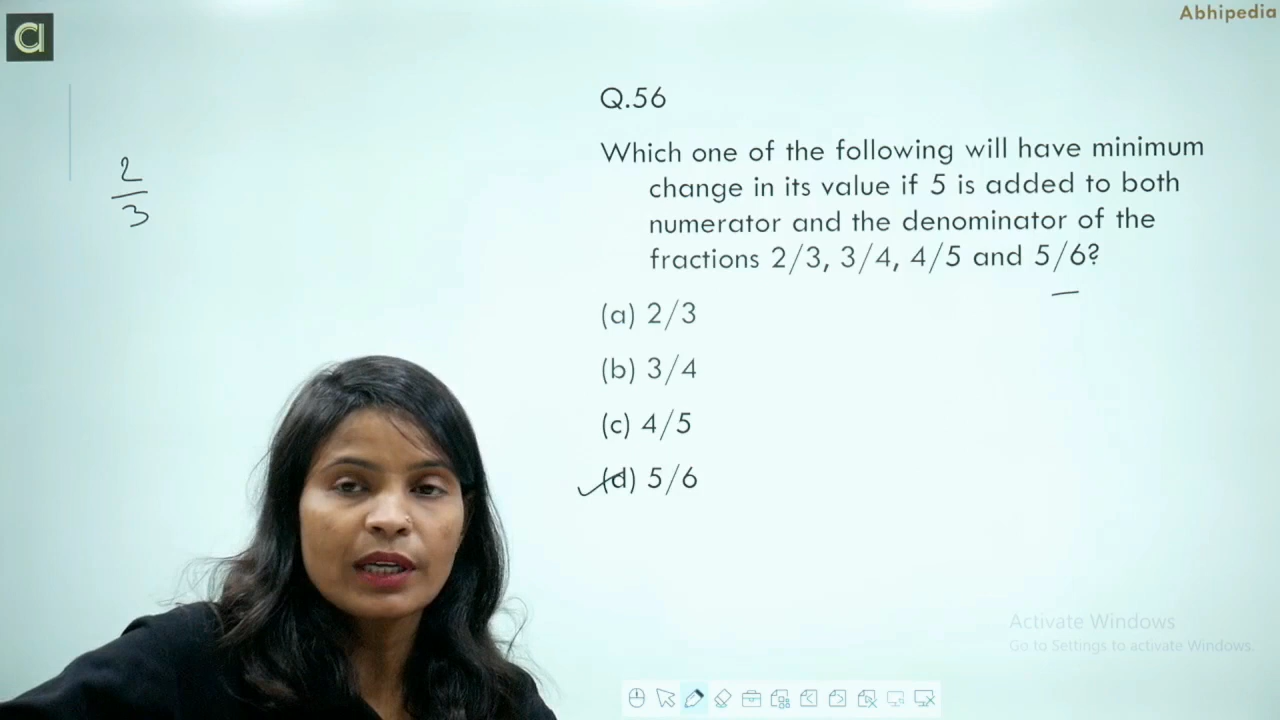 Abhipedia
Q.56
Which one of the following will have minimum
change in its value if 5 is added to both
numerator and the denominator of the
fractions 2/3, 3/4, 4/5 and 5/6?
(a) 2/3
(b) 3/4
(c) 4/5
(d) 5/6
2
3
Activate Windows
Go to Settings to activate Windows.